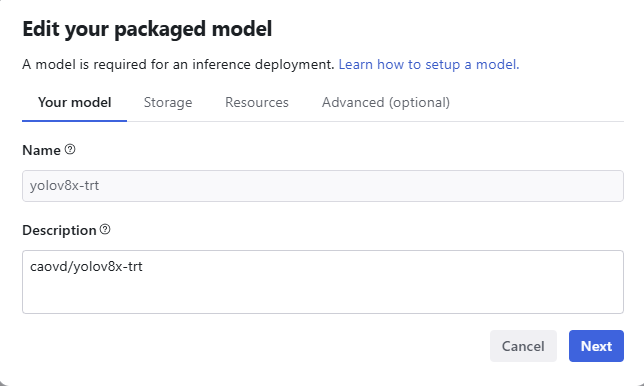 Edit your packaged model
A model is required for an inference deployment. Learn how to setup a model.
Your model Storage Resources Advanced (optional)
Name
yolov8x-trt
Description
caovd/yolov8x-trt
Cancel Next